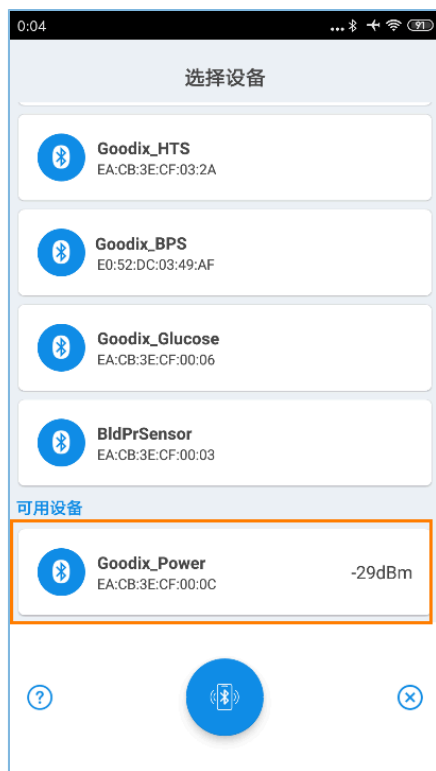 0:04
91
选择设备
Goodix_HTS
EA:CB:3E:CF:03:2A
Goodix_BPS
E0:52:DC:03:49:AF
Goodix_Glucose
EA:CB:3E:CF:00:06
BldPrSensor
EA:CB:3E:CF:00:03
可用设备
Goodix_Power
-29dBm
EA:CB:3E:CF:00:0C
?